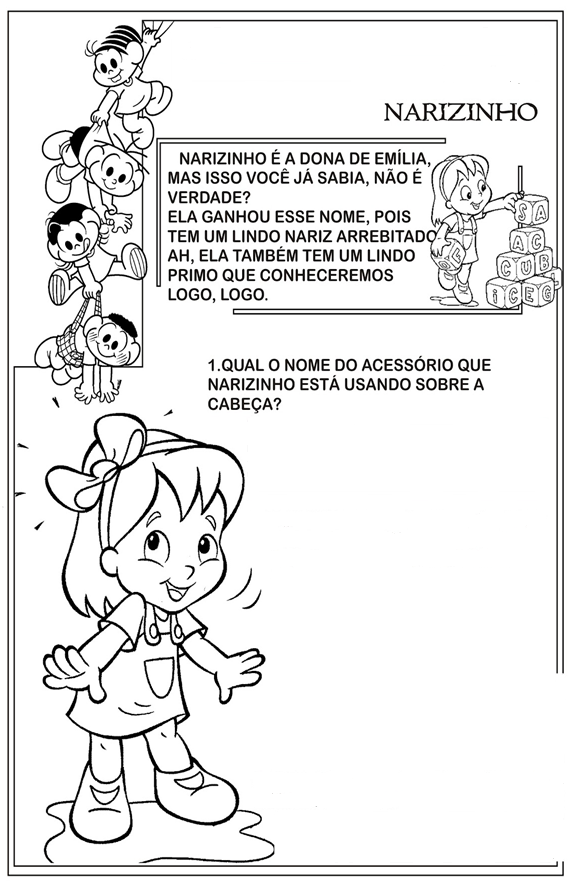 NARIZINHO
NARIZINHO É A DONA DE EMÍLIA,
MAS ISSO VOCÊ JÁ SABIA, NÃO É
VERDADE?
ELA GANHOU ESSE NOME, POIS
TEM UM LINDO NARIZ ARREBITADO
AH, ELA TAMBÉM TEM UM LINDO
PRIMO QUE CONHECEREMOS
LOGO, LOGO.
SA
AC
CUB
iCEG
1.QUAL O NOME DO ACESSÓRIO QUE
NARIZINHO ESTÁ USANDO SOBRE A
CABEÇA?